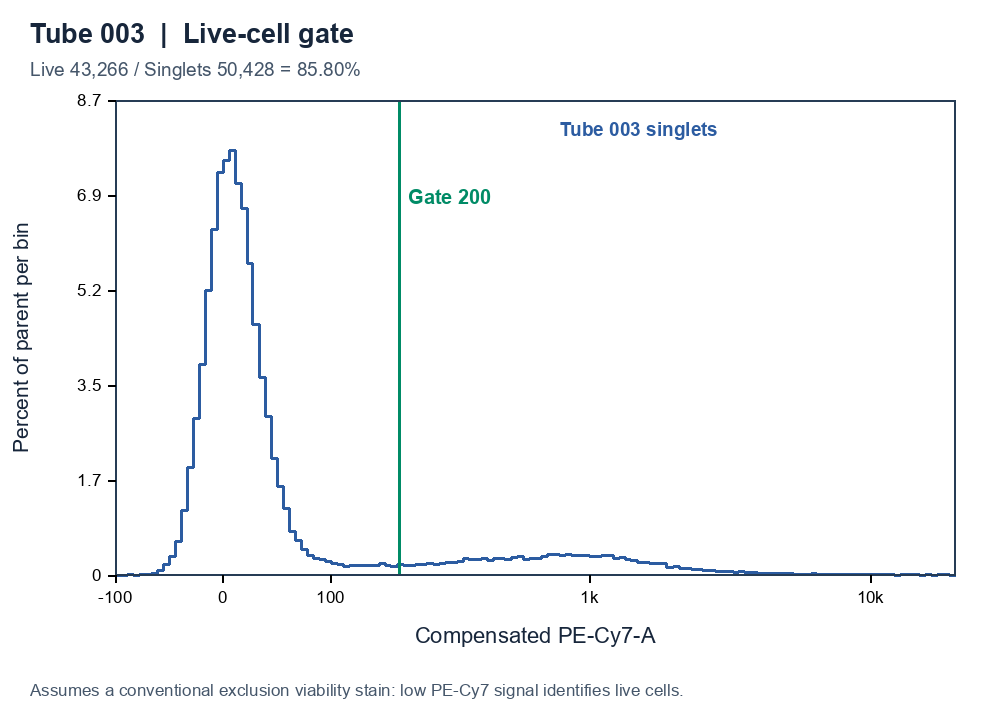 Tube 003 | Live-cell gate
Live 43,266 / Singlets 50,428 = 85.80%
8.7
Tube 003 singlets
6.9
Gate 200
5.2
3.5
1.7
0
Percent of parent per bin
-100 0 100 1k 10k
Compensated PE-Cy7-A
Assumes a conventional exclusion viability stain: low PE-Cy7 signal identifies live cells.